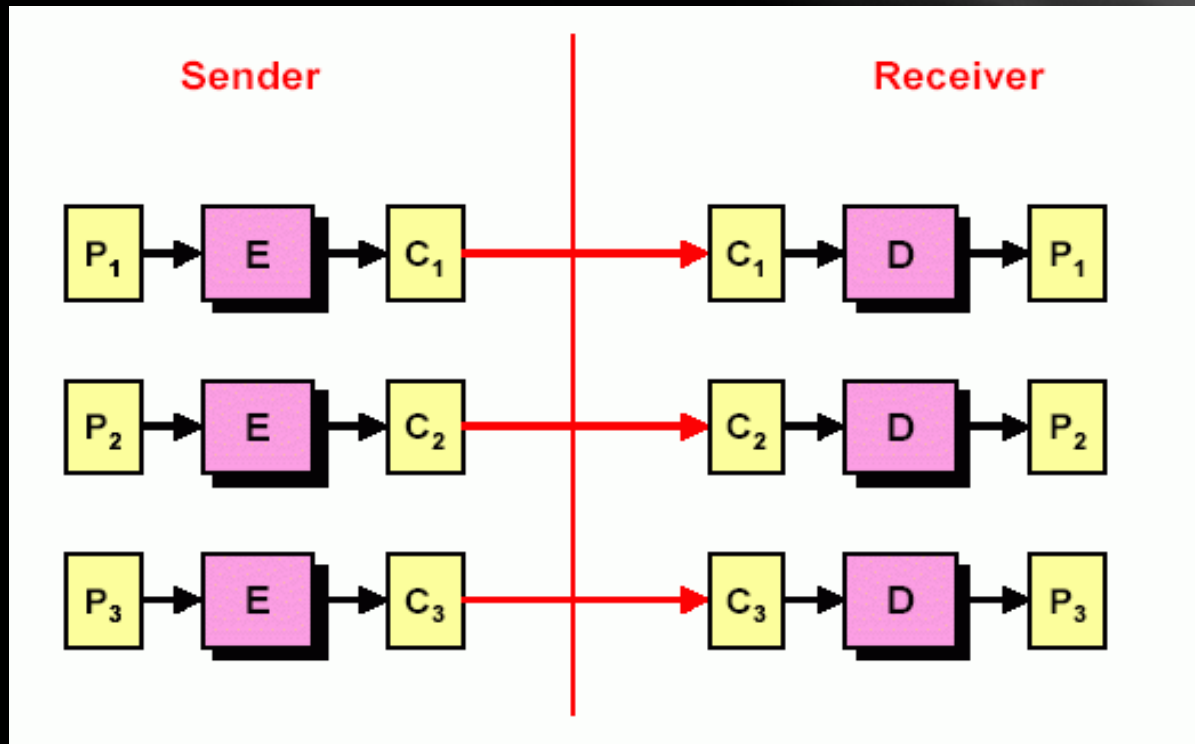 Sender Receiver
P₁ E C₁ C₁ D P₁
P₂ E C₂ C₂ D P₂
P₃ E C₃ C₃ D P₃